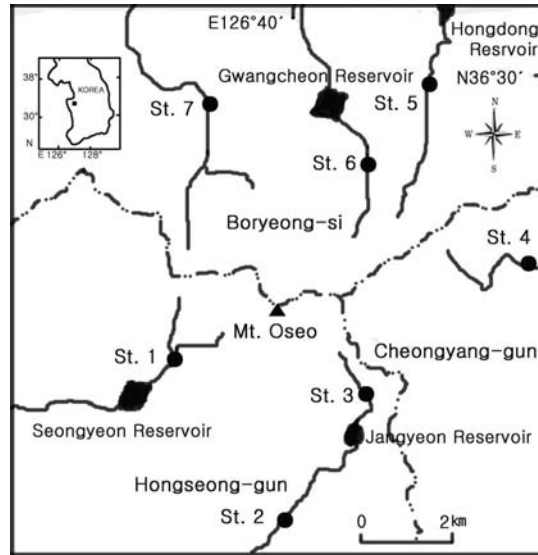 E126°40′
Hongdong
Resrvoir
Gwangcheon Reservoir
N36°30′
38°
KOREA
30°
N
E 126° 128°
St. 7
St. 5
N
W E
S
St. 6
Boryeong-si
St. 4
Mt. Oseo
St. 1
Cheongyang-gun
St. 3
Seongyeon Reservoir
Jangyeon Reservoir
Hongseong-gun
St. 2
0 2km